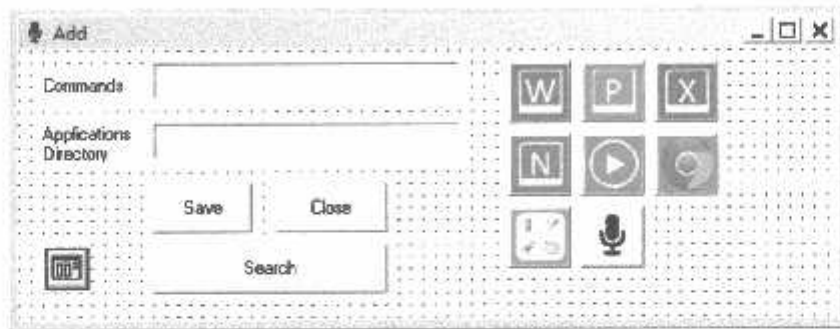 Add
Commands
Applications
Directory
Save
Close
Search
W
P
X
N